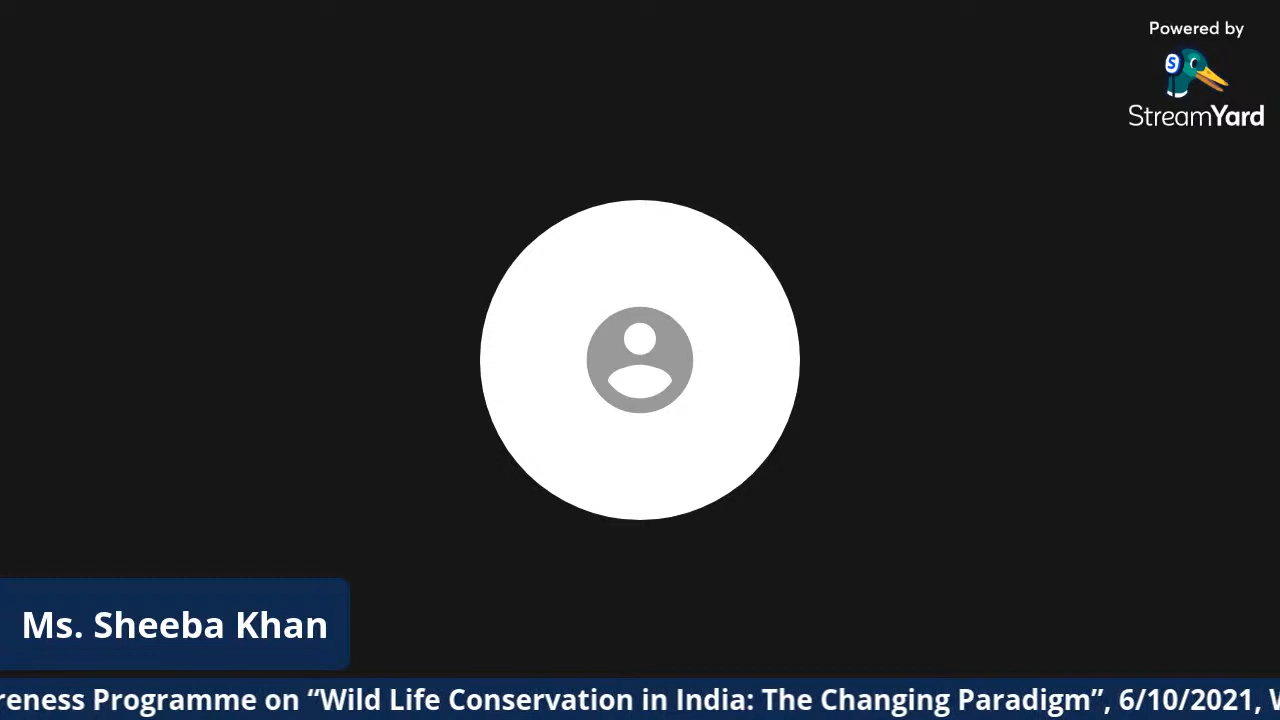 Powered by
S
StreamYard
Ms. Sheeba Khan
reness Programme on “Wild Life Conservation in India: The Changing Paradigm”, 6/10/2021,